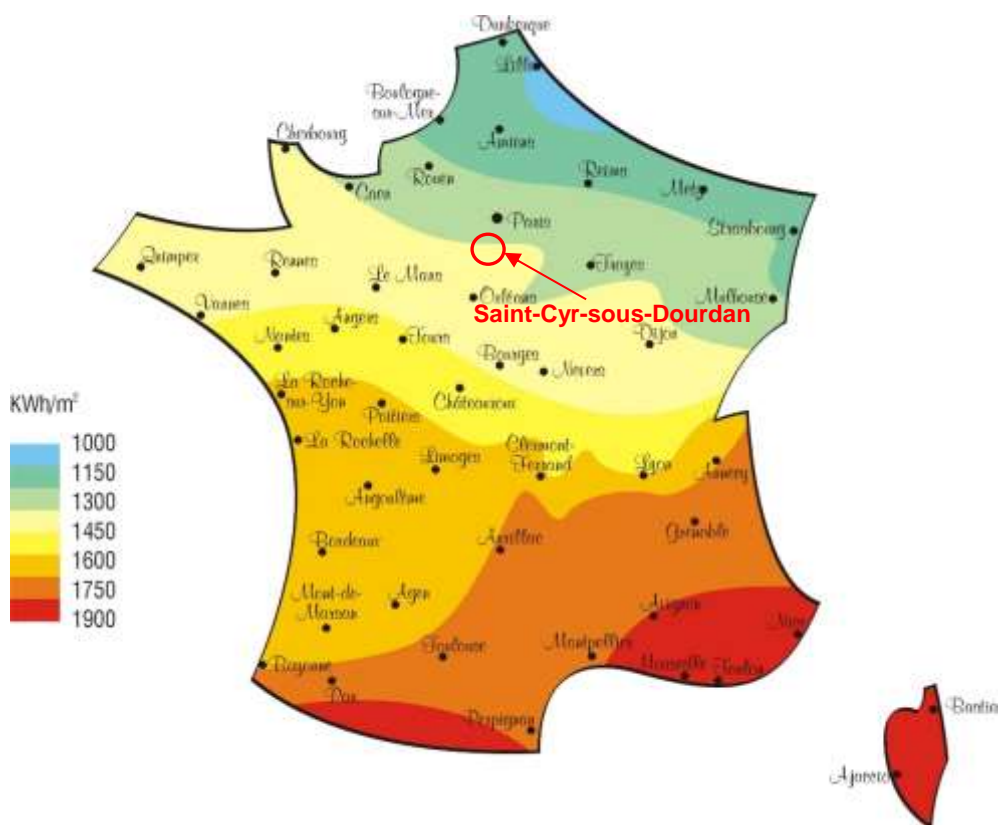 Dunkerque
Lille
Boulogne-
sur-Mer
Amiens
Cherbourg
Rouen
Reims
Metz
Caen
Paris
Strasbourg
Quimper
Rennes
Le Mans
Troyes
Orléans
Mulhouse
Saint-Cyr-sous-Dourdan
Vannes
Angers
Nantes
Tours
Dijon
Bourges
Nevers
La Roche-
sur-Yon
Poitiers
Châteauroux
KWh/m²
1000
1150
1300
1450
1600
1750
1900
La Rochelle
Limoges
Clermont-
Ferrand
Lyon
Annecy
Angoulême
Grenoble
Bordeaux
Aurillac
Mont-de-
Marsan
Agen
Avignon
Nice
Toulouse
Montpellier
Bayonne
Marseille
Toulon
Perpignan
Bastia
Ajaccio